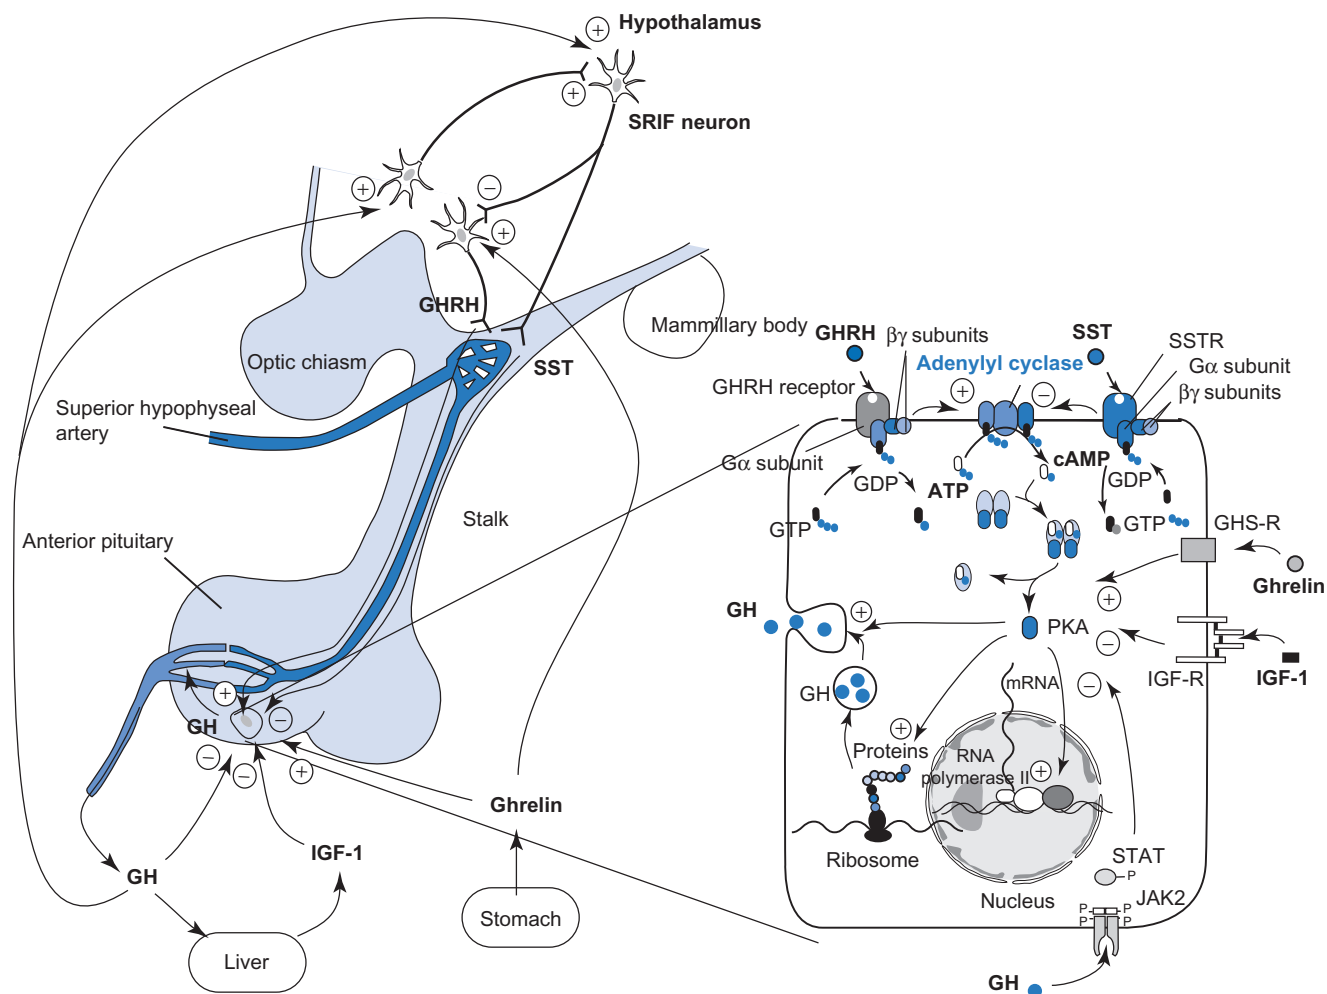 Hypothalamus
+
+
SRIF neuron
+
−
+
GHRH
SST
Optic chiasm
Mammillary body
Superior hypophyseal
artery
Stalk
Anterior pituitary
+
GH
−
−
−
+
Ghrelin
IGF-1
GH
Stomach
Liver
GHRH
βγ subunits
SST
SSTR
Adenylyl cyclase
Gα subunit
GHRH receptor
βγ subunits
+
−
Gα subunit
cAMP
GDP
ATP
GDP
GTP
GTP
GHS-R
Ghrelin
GH
+
PKA
+
−
IGF-R
IGF-1
GH
mRNA
−
+
Proteins
RNA
polymerase II
+
Ribosome
STAT
P
Nucleus
JAK2
P
P
P
P
GH